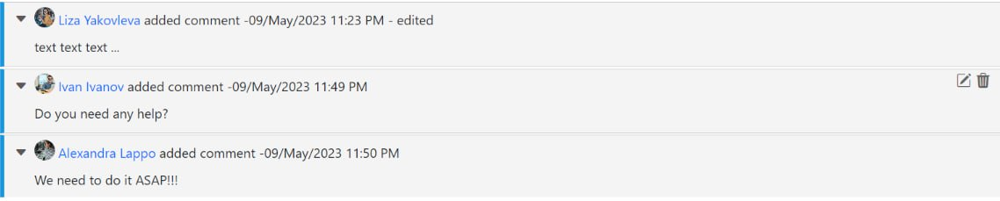 Liza Yakovleva added comment -09/May/2023 11:23 PM - edited
text text text ...
Ivan Ivanov added comment -09/May/2023 11:49 PM
Do you need any help?
Alexandra Lappo added comment -09/May/2023 11:50 PM
We need to do it ASAP!!!